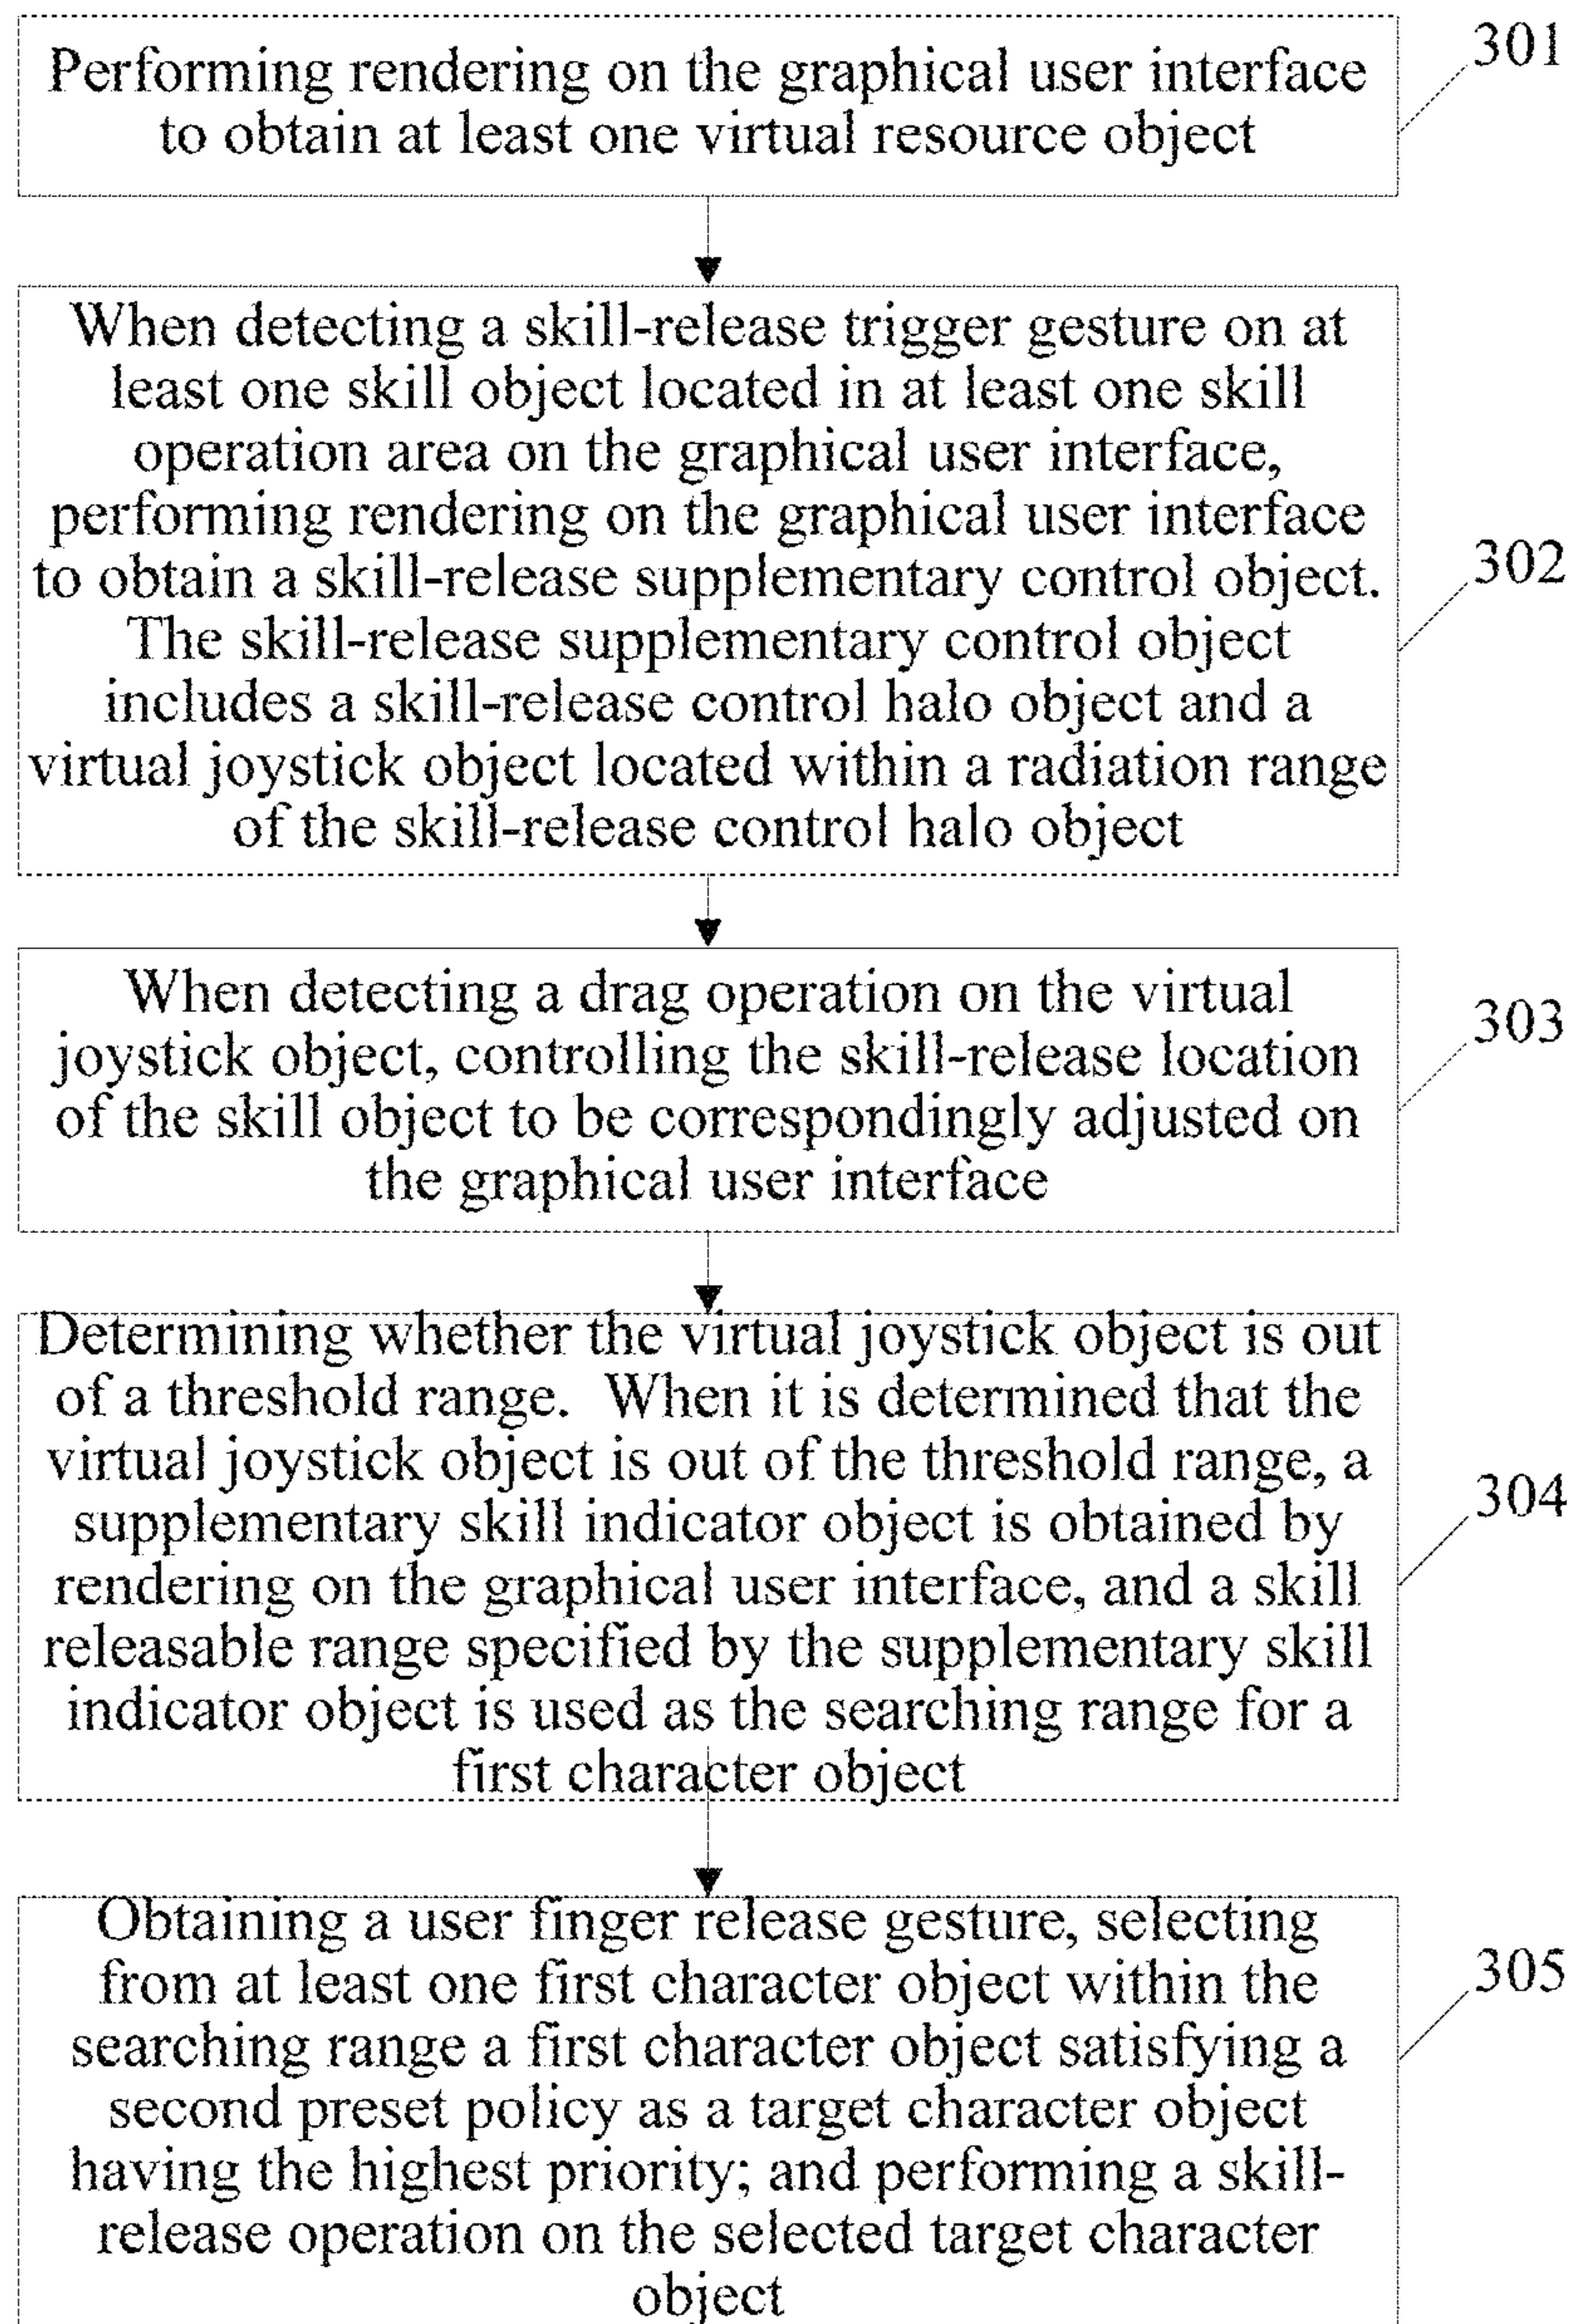 Performing rendering on the graphical user interface
to obtain at least one virtual resource object
301
When detecting a skill-release trigger gesture on at
least one skill object located in at least one skill
operation area on the graphical user interface,
performing rendering on the graphical user interface
to obtain a skill-release supplementary control object.
The skill-release supplementary control object
includes a skill-release control halo object and a
virtual joystick object located within a radiation range
of the skill-release control halo object
302
When detecting a drag operation on the virtual
joystick object, controlling the skill-release location
of the skill object to be correspondingly adjusted on
the graphical user interface
303
Determining whether the virtual joystick object is out
of a threshold range.  When it is determined that the
virtual joystick object is out of the threshold range, a
supplementary skill indicator object is obtained by
rendering on the graphical user interface, and a skill
releasable range specified by the supplementary skill
indicator object is used as the searching range for a
first character object
304
Obtaining a user finger release gesture, selecting
from at least one first character object within the
searching range a first character object satisfying a
second preset policy as a target character object
having the highest priority; and performing a skill-
release operation on the selected target character
object
305